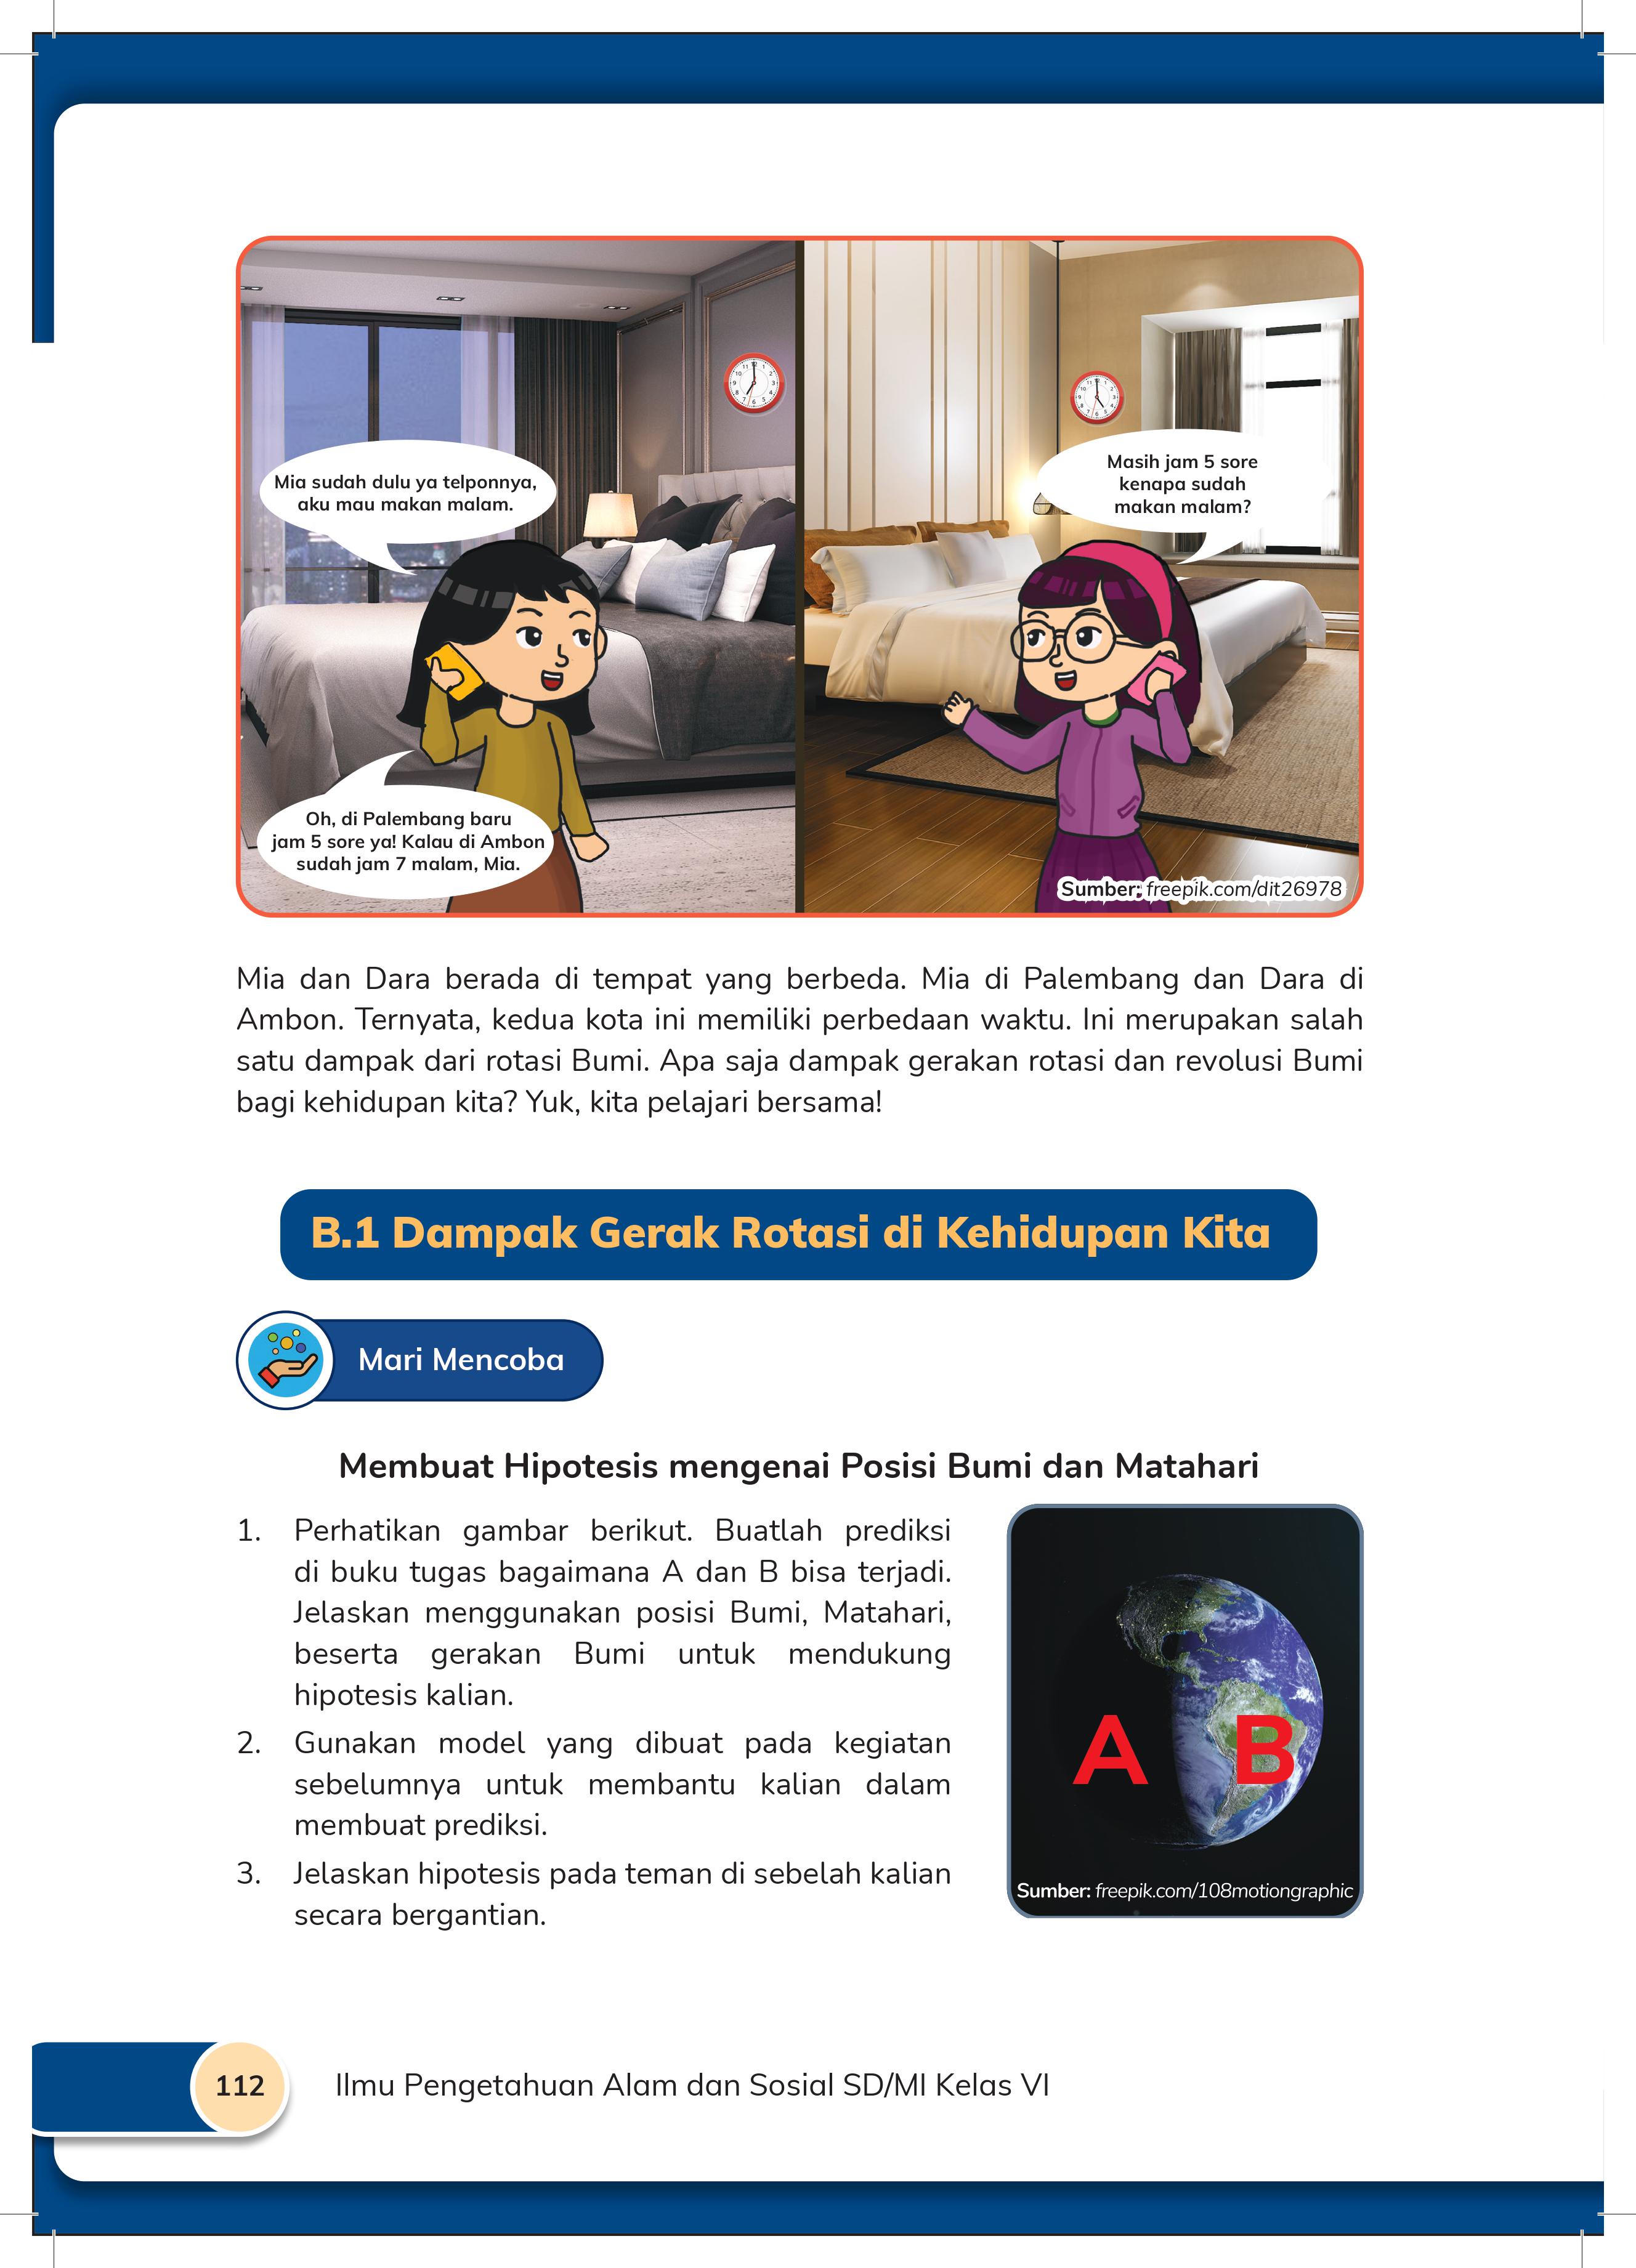 Mia sudah dulu ya telponnya,
aku mau makan malam.
Masih jam 5 sore
kenapa sudah
makan malam?
Oh, di Palembang baru
jam 5 sore ya! Kalau di Ambon
sudah jam 7 malam, Mia.
Sumber: freepik.com/dit26978
Mia dan Dara berada di tempat yang berbeda. Mia di Palembang dan Dara di
Ambon. Ternyata, kedua kota ini memiliki perbedaan waktu. Ini merupakan salah
satu dampak dari rotasi Bumi. Apa saja dampak gerakan rotasi dan revolusi Bumi
bagi kehidupan kita? Yuk, kita pelajari bersama!
B.1 Dampak Gerak Rotasi di Kehidupan Kita
Mari Mencoba
Membuat Hipotesis mengenai Posisi Bumi dan Matahari
1. Perhatikan gambar berikut. Buatlah prediksi
di buku tugas bagaimana A dan B bisa terjadi.
Jelaskan menggunakan posisi Bumi, Matahari,
beserta gerakan Bumi untuk mendukung
hipotesis kalian.
2. Gunakan model yang dibuat pada kegiatan
sebelumnya untuk membantu kalian dalam
membuat prediksi.
3. Jelaskan hipotesis pada teman di sebelah kalian
secara bergantian.
A B
Sumber: freepik.com/108motiongraphic
112 Ilmu Pengetahuan Alam dan Sosial SD/MI Kelas VI